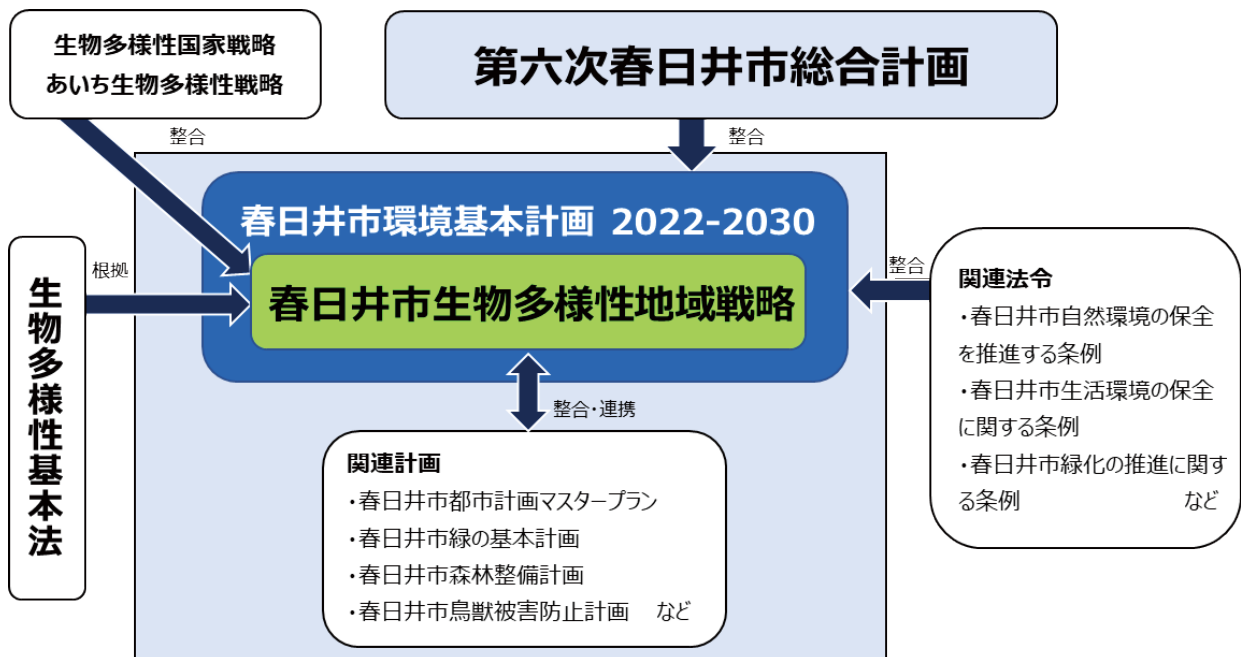 生物多様性国家戦略
あいち生物多様性戦略
第六次春日井市総合計画
整合
整合
春日井市環境基本計画 2022-2030
春日井市生物多様性地域戦略
根拠
生物多様性基本法
整合
関連法令
・春日井市自然環境の保全
を推進する条例
・春日井市生活環境の保全
に関する条例
・春日井市緑化の推進に関す
る条例 など
整合・連携
関連計画
・春日井市都市計画マスタープラン
・春日井市緑の基本計画
・春日井市森林整備計画
・春日井市鳥獣被害防止計画 など